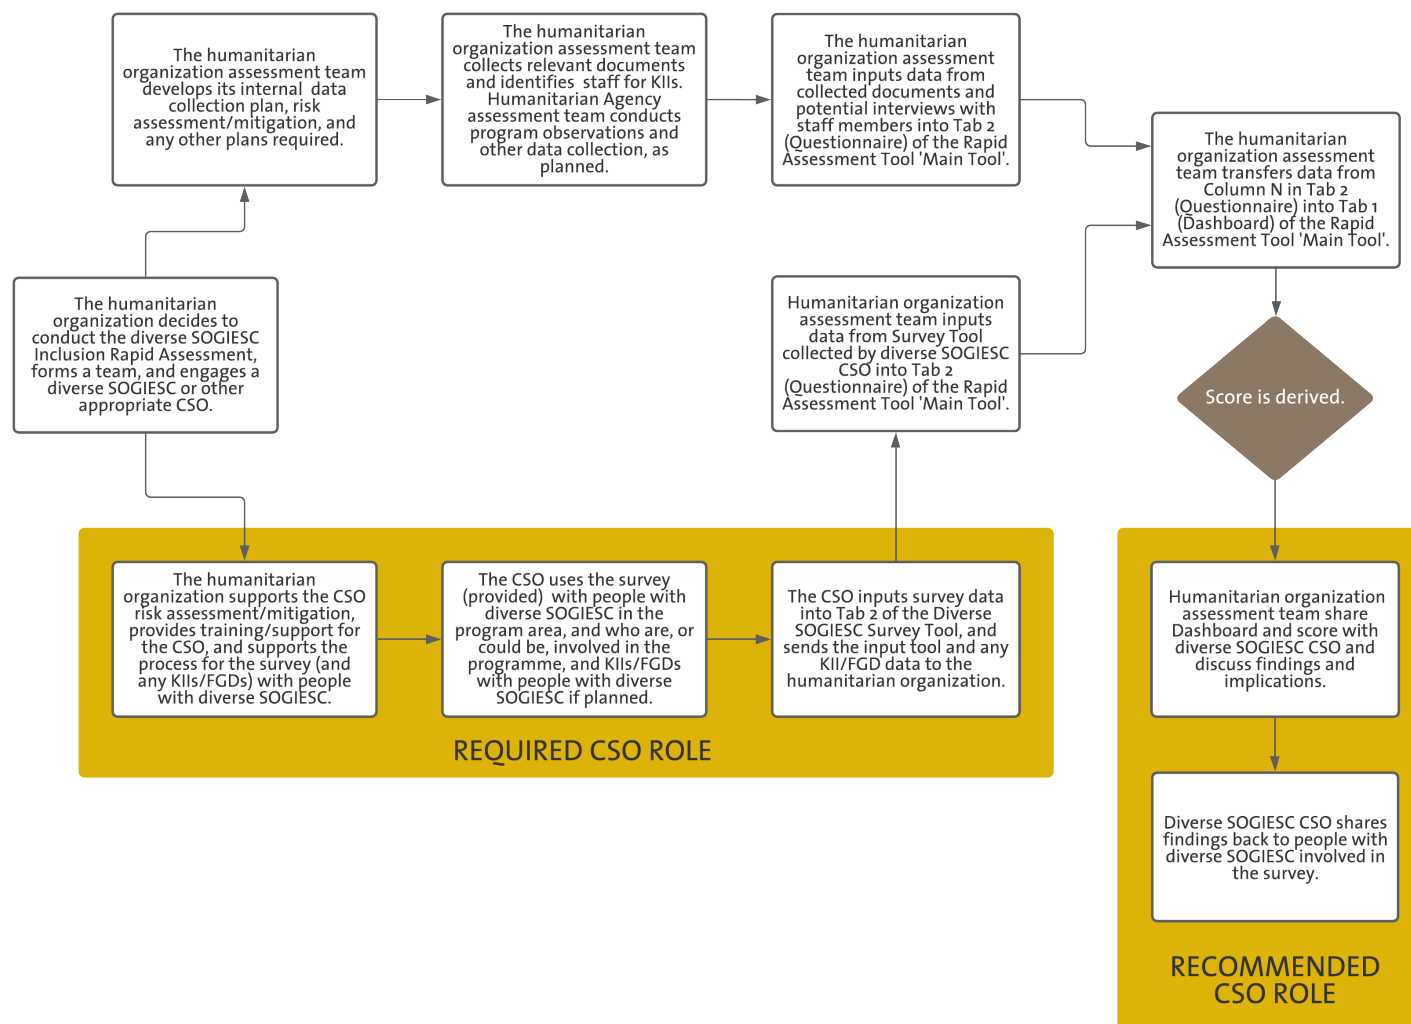 The humanitarian
organization assessment team
develops its internal  data
collection plan, risk
assessment/mitigation, and
any other plans required.
The humanitarian
organization assessment team
collects relevant documents
and identifies  staff for KIIs.
Humanitarian Agency
assessment team conducts
program observations and
other data collection, as
planned.
The humanitarian
organization assessment
team inputs data from
collected documents and
potential interviews with
staff members into Tab 2
(Questionnaire) of the Rapid
Assessment Tool 'Main Tool'.
The humanitarian
organization assessment
team transfers data from
Column N in Tab 2
(Questionnaire) into Tab 1
(Dashboard) of the Rapid
Assessment Tool 'Main Tool'.
The humanitarian
organization decides to
conduct the diverse SOGIESC
Inclusion Rapid Assessment,
forms a team, and engages a
diverse SOGIESC or other
appropriate CSO.
Humanitarian organization
assessment team inputs
data from Survey Tool
collected by diverse SOGIESC
CSO into Tab 2
(Questionnaire) of the Rapid
Assessment Tool 'Main Tool'.
Score is derived.
The humanitarian
organization supports the CSO
risk assessment/mitigation,
provides training/support for
the CSO, and supports the
process for the survey (and
any KIIs/FGDs) with people
with diverse SOGIESC.
The CSO uses the survey
(provided)  with people with
diverse SOGIESC in the
program area, and who are, or
could be, involved in the
programme, and KIIs/FGDs
with people with diverse
SOGIESC if planned.
The CSO inputs survey data
into Tab 2 of the Diverse
SOGIESC Survey Tool, and
sends the input tool and any
KII/FGD data to the
humanitarian organization.
REQUIRED CSO ROLE
Humanitarian organization
assessment team share
Dashboard and score with
diverse SOGIESC CSO and
discuss findings and
implications.
Diverse SOGIESC CSO shares
findings back to people with
diverse SOGIESC involved in
the survey.
RECOMMENDED
CSO ROLE